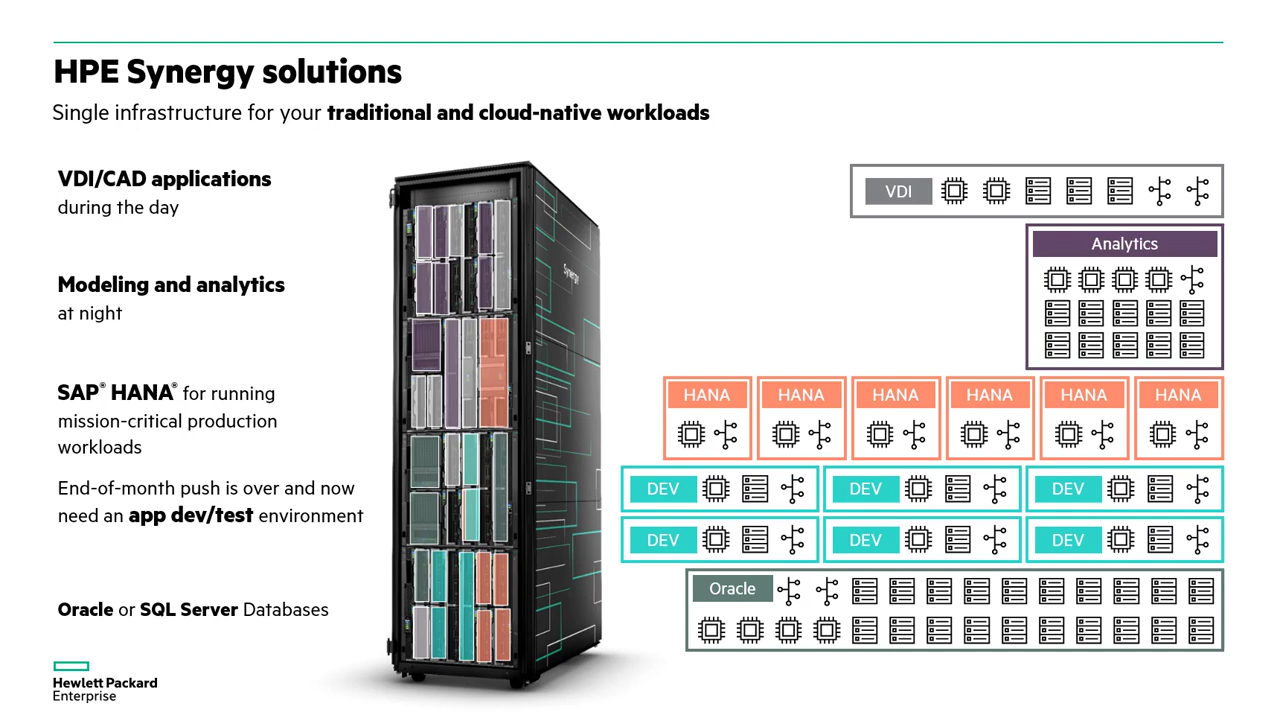 HPE Synergy solutions
Single infrastructure for your traditional and cloud-native workloads
VDI/CAD applications
during the day
Modeling and analytics
at night
SAP® HANA® for running
mission-critical production
workloads
End-of-month push is over and now
need an app dev/test environment
Oracle or SQL Server Databases
Hewlett Packard
Enterprise
Synergy
VDI
Analytics
HANA HANA HANA HANA HANA HANA
DEV DEV DEV
DEV DEV DEV
Oracle